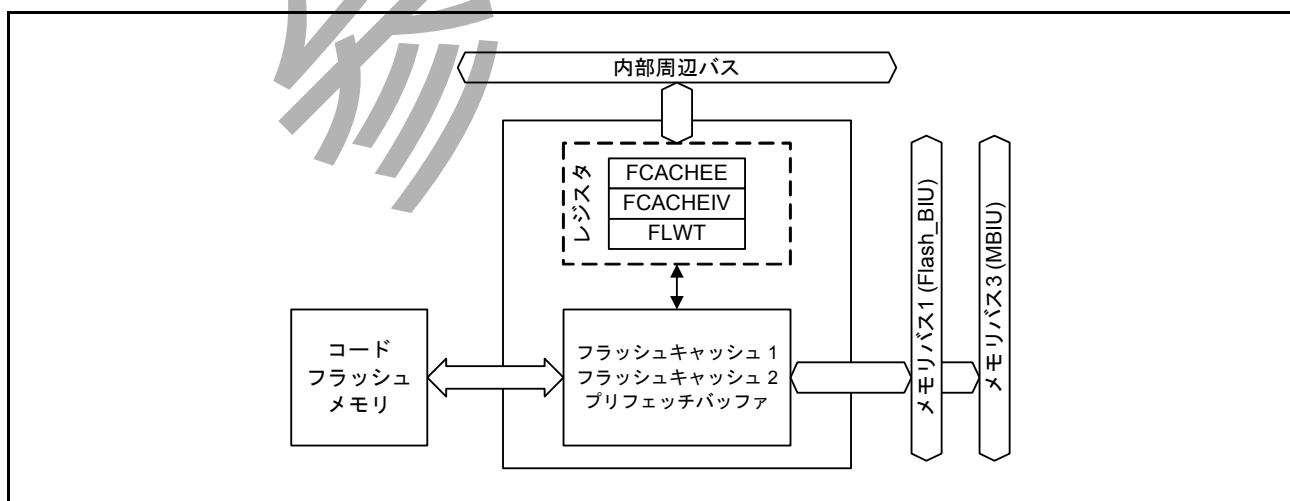 内部周辺バス
レジスタ
FCACHEE
FCACHEIV
FLWT
コード
フラッシュ
メモリ
フラッシュキャッシュ 1
フラッシュキャッシュ 2
プリフェッチバッファ
メモリバス1 (Flash_BIU)
メモリバス3 (MBIU)